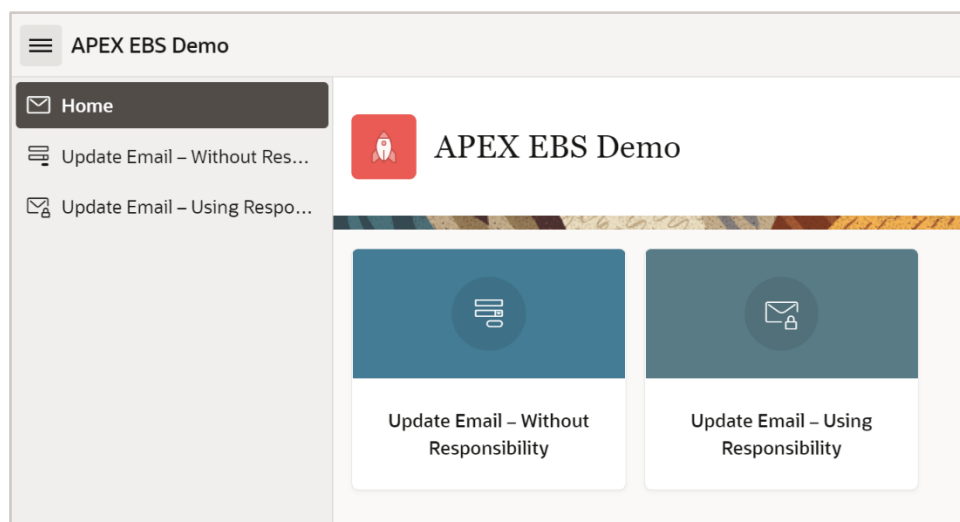 APEX EBS Demo
Home
Update Email – Without Res...
Update Email – Using Respo...
APEX EBS Demo
Update Email – Without
Responsibility
Update Email – Using
Responsibility